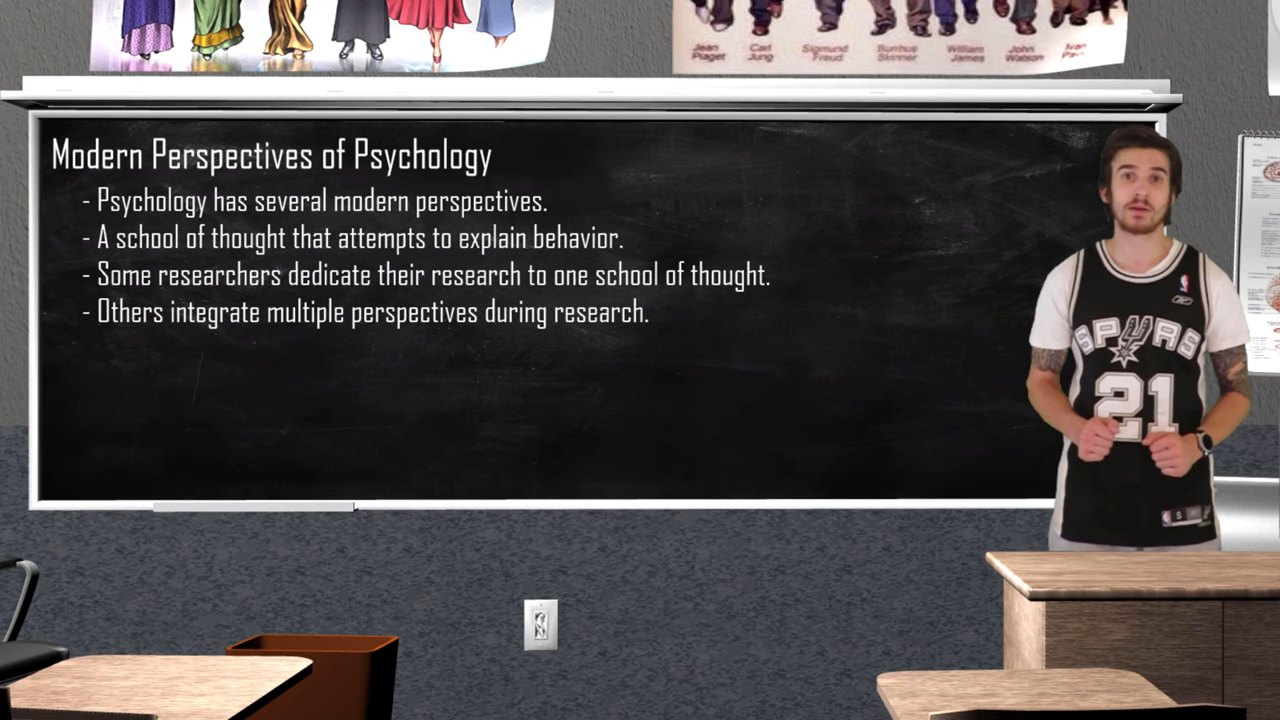 Jean Piaget
Carl Jung
Sigmund Freud
Burrhus Skinner
William James
John Watson
Ivan
Modern Perspectives of Psychology
- Psychology has several modern perspectives.
- A school of thought that attempts to explain behavior.
- Some researchers dedicate their research to one school of thought.
- Others integrate multiple perspectives during research.
SPURS
21
S